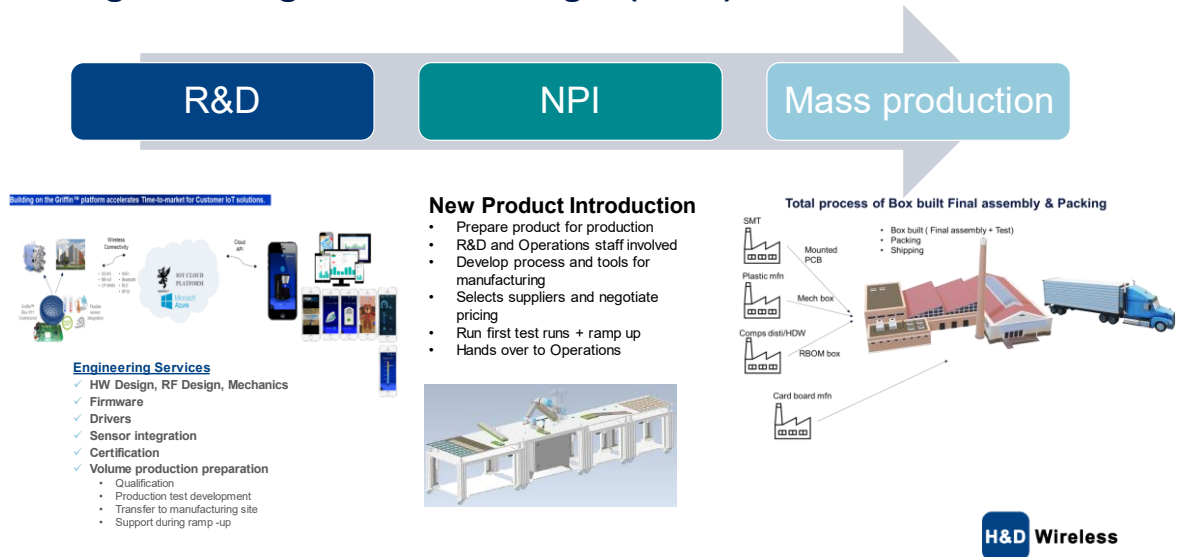 R&D
NPI
Mass production
Building on the Griffin™ platform accelerates Time-to-market for Customer IoT solutions.
Wireless
Connectivity
Cloud
API
IOT CLOUD
PLATFORM
Microsoft
Azure
Engineering Services
HW Design, RF Design, Mechanics
Firmware
Drivers
Sensor integration
Certification
Volume production preparation
Qualification
Production test development
Transfer to manufacturing site
Support during ramp -up
New Product Introduction
Prepare product for production
R&D and Operations staff involved
Develop process and tools for
manufacturing
Selects suppliers and negotiate
pricing
Run first test runs + ramp up
Hands over to Operations
Total process of Box built Final assembly & Packing
SMT
Box built ( Final assembly + Test)
Packing
Shipping
Mounted
PCB
Plastic mfn
Mech box
Comps disti/HDW
RBOM box
Card board mfn
H&D Wireless